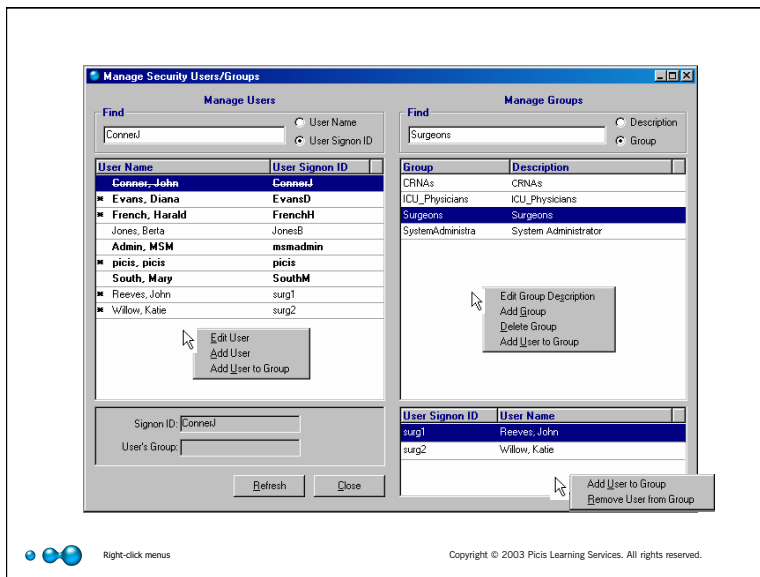 Manage Security Users/Groups
Manage Users
Find
ConnerJ
User Name
User Signon ID
User Name User Signon ID
Conner, John ConnerJ
Evans, Diana EvansD
French, Harald FrenchH
Jones, Berta JonesB
Admin, MSM msmadmin
picis, picis picis
South, Mary SouthM
Reeves, John surg1
Willow, Katie surg2
Edit User
Add User
Add User to Group
Signon ID: ConnerJ
User's Group:
Refresh Close
Manage Groups
Find
Surgeons
Description
Group
Group Description
CRNAs CRNAs
ICU_Physicians ICU_Physicians
Surgeons Surgeons
SystemAdministra System Administrator
Edit Group Description
Add Group
Delete Group
Add User to Group
User Signon ID User Name
surg1 Reeves, John
surg2 Willow, Katie
Add User to Group
Remove User from Group
Right-click menus
Copyright © 2003 Picis Learning Services. All rights reserved.